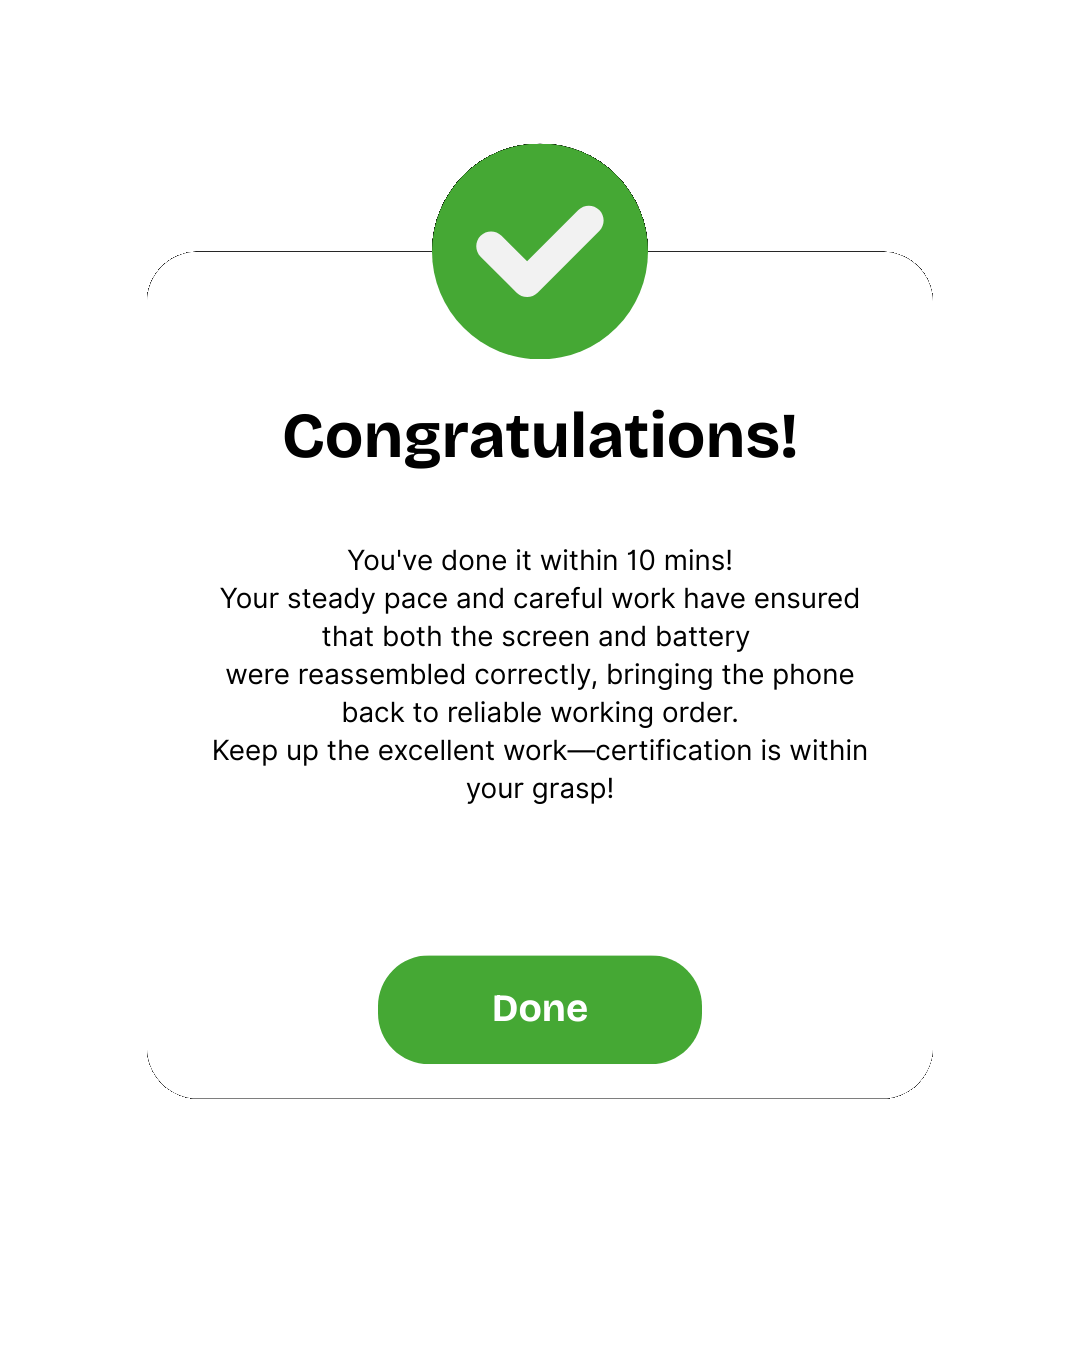 Congratulations!
You've done it within 10 mins!
Your steady pace and careful work have ensured
that both the screen and battery
were reassembled correctly, bringing the phone
back to reliable working order.
Keep up the excellent work—certification is within
your grasp!
Done